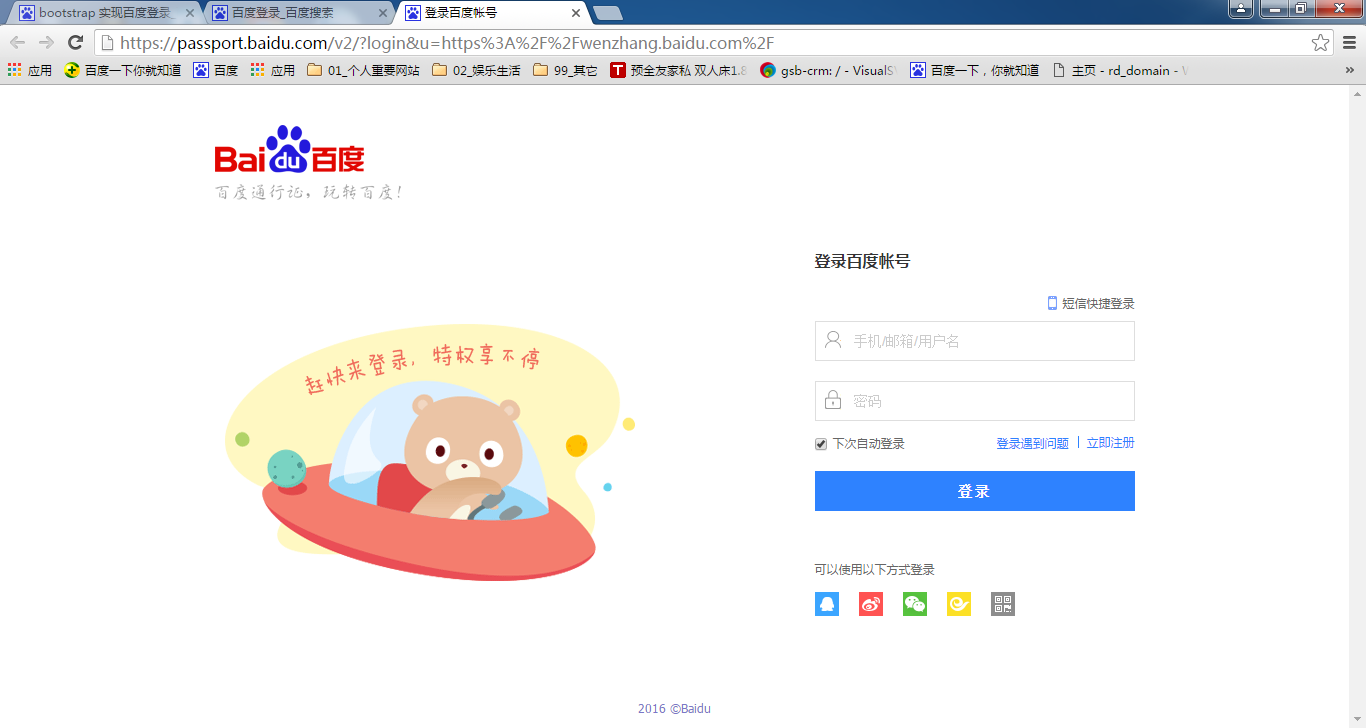 bootstrap 实现百度登录_
百度登录_百度搜索
登录百度帐号
https://passport.baidu.com/v2/?login&u=https%3A%2F%2Fwenzhang.baidu.com%2F
应用 百度一下你就知道 百度 应用 01_个人重要网站 02_娱乐生活 99_其它 预全友家私 双人床1.8 gsb-crm: / - VisualS 百度一下，你就知道 主页 - rd_domain - V »
Bai du 百度
百度通行证，玩转百度!
登录百度帐号
短信快捷登录
手机/邮箱/用户名
赶快来登录，特权享不停
密码
下次自动登录 登录遇到问题 立即注册
登录
可以使用以下方式登录
2016 ©Baidu